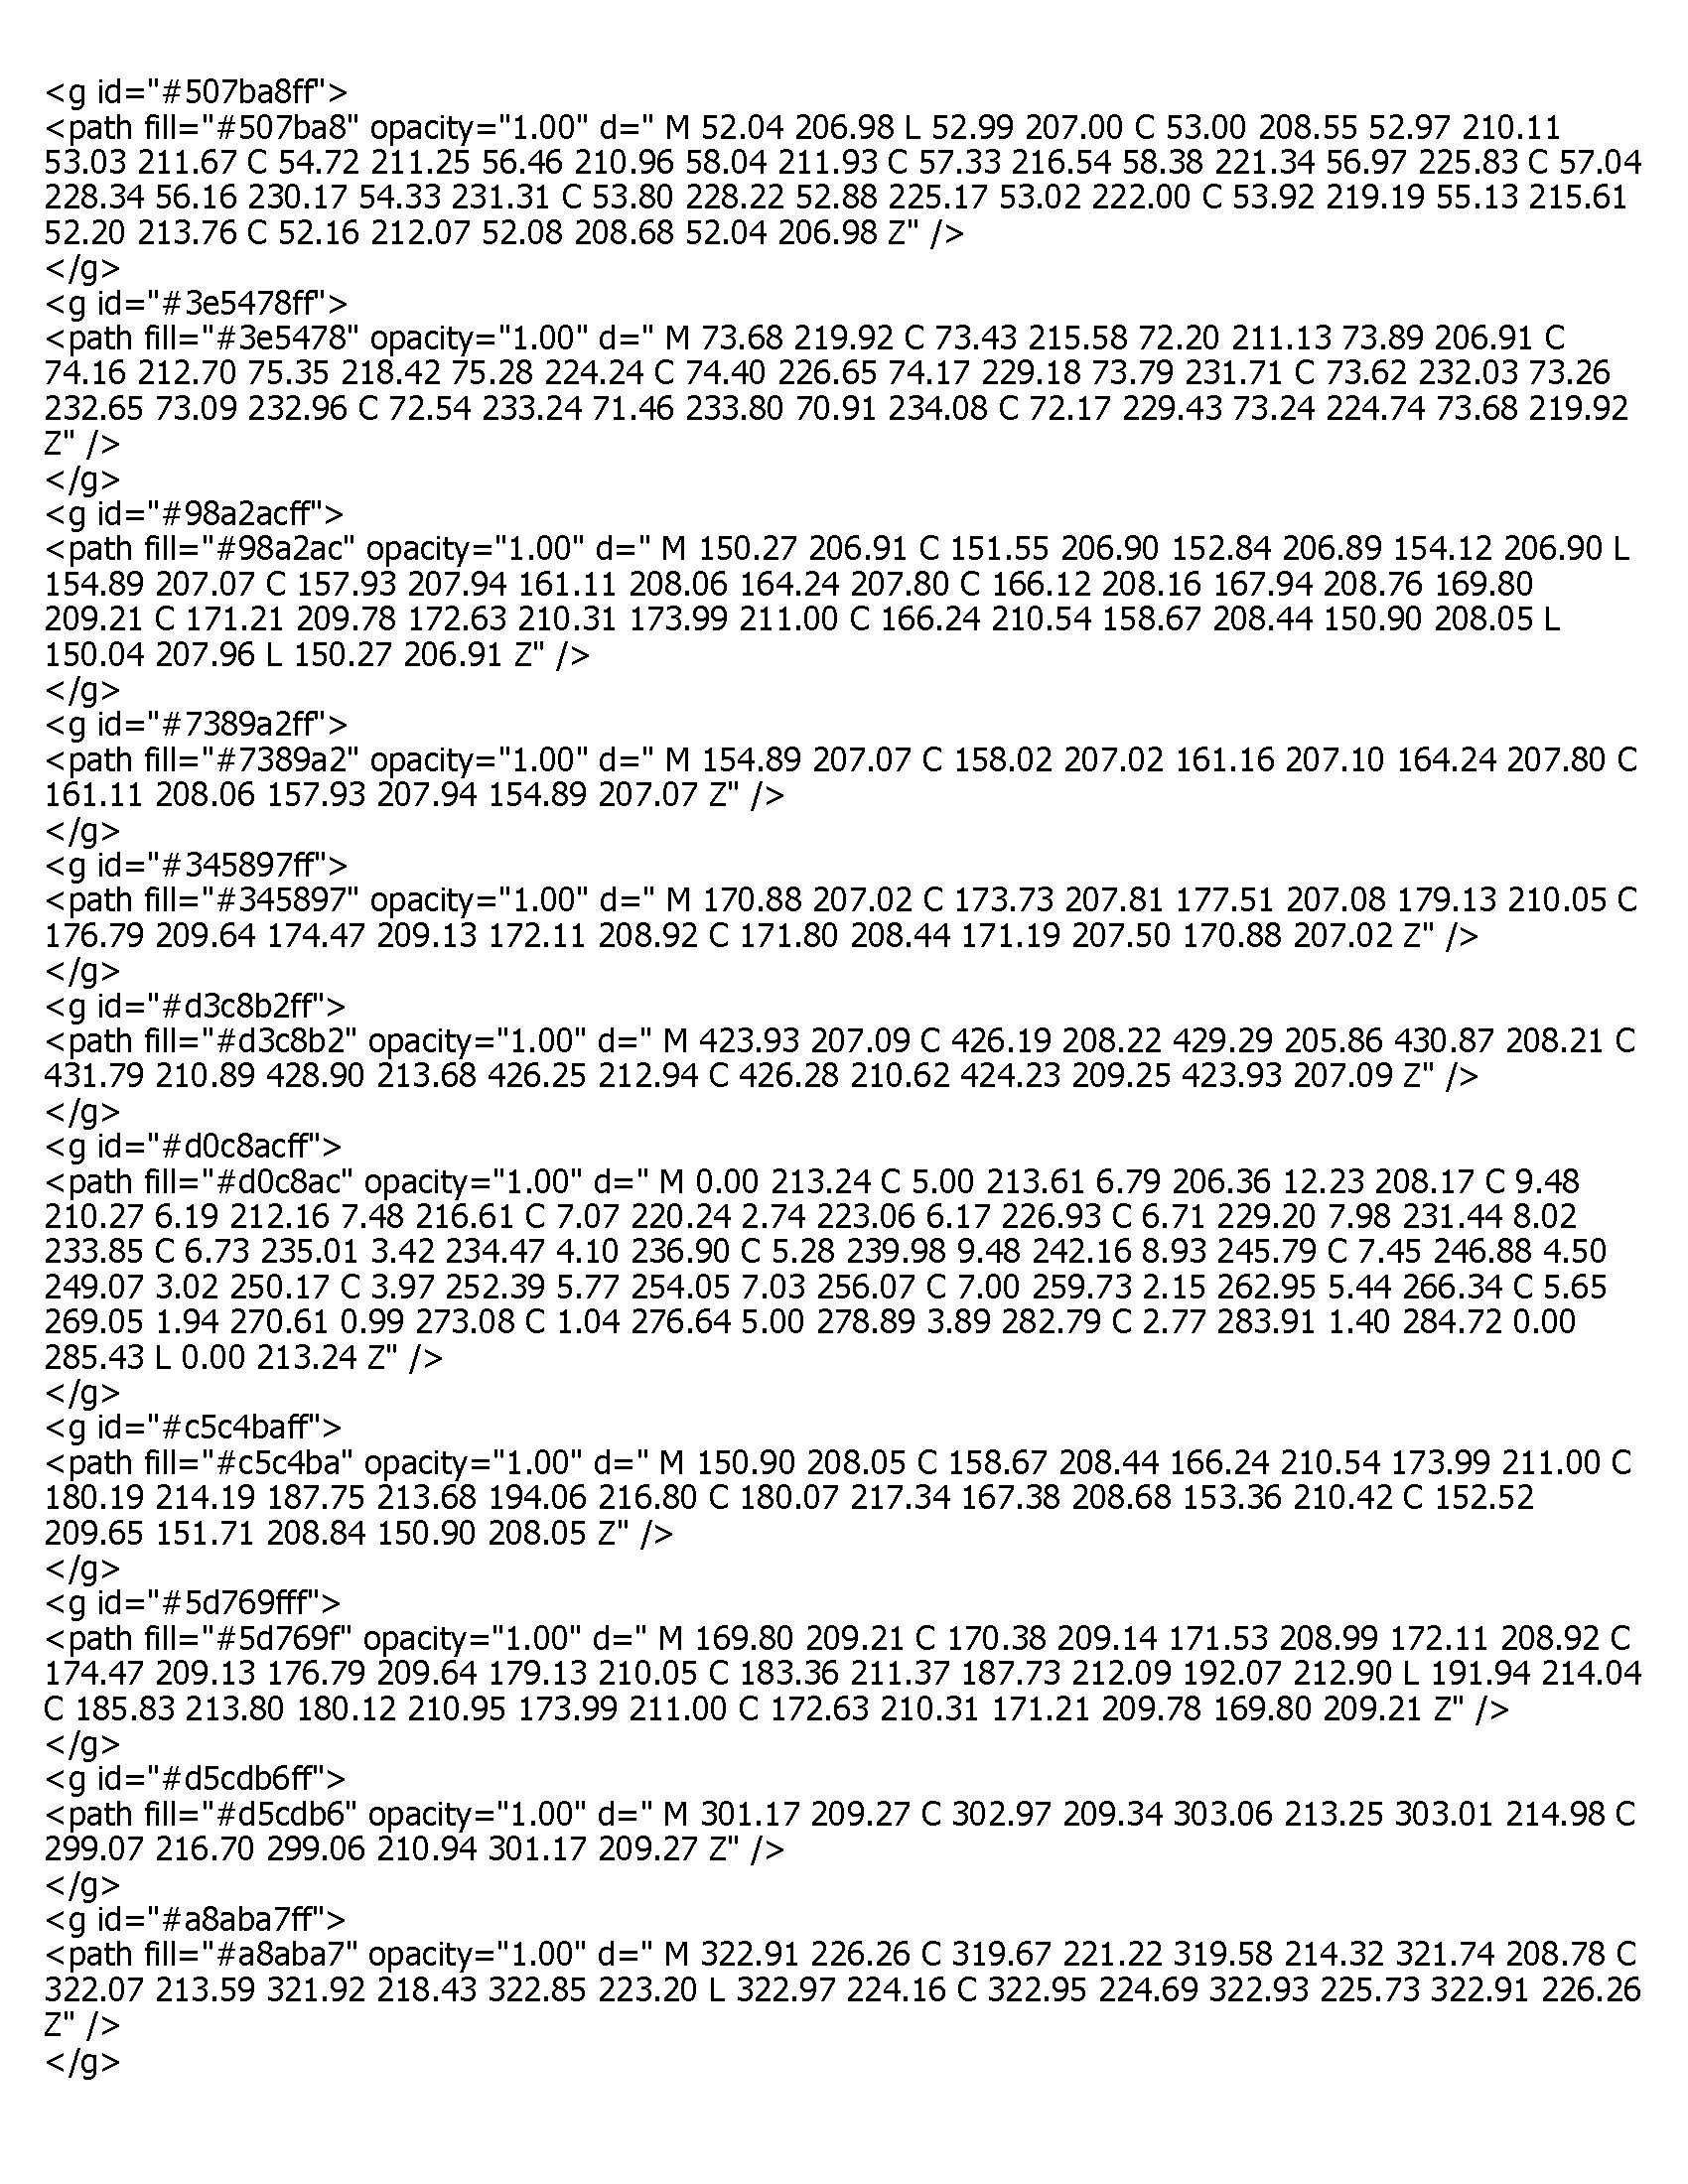 <g id="#507ba8ff">
<path fill="#507ba8" opacity="1.00" d=" M 52.04 206.98 L 52.99 207.00 C 53.00 208.55 52.97 210.11
53.03 211.67 C 54.72 211.25 56.46 210.96 58.04 211.93 C 57.33 216.54 58.38 221.34 56.97 225.83 C 57.04
228.34 56.16 230.17 54.33 231.31 C 53.80 228.22 52.88 225.17 53.02 222.00 C 53.92 219.19 55.13 215.61
52.20 213.76 C 52.16 212.07 52.08 208.68 52.04 206.98 Z" />
</g>
<g id="#3e5478ff">
<path fill="#3e5478" opacity="1.00" d=" M 73.68 219.92 C 73.43 215.58 72.20 211.13 73.89 206.91 C
74.16 212.70 75.35 218.42 75.28 224.24 C 74.40 226.65 74.17 229.18 73.79 231.71 C 73.62 232.03 73.26
232.65 73.09 232.96 C 72.54 233.24 71.46 233.80 70.91 234.08 C 72.17 229.43 73.24 224.74 73.68 219.92
Z" />
</g>
<g id="#98a2acff">
<path fill="#98a2ac" opacity="1.00" d=" M 150.27 206.91 C 151.55 206.90 152.84 206.89 154.12 206.90 L
154.89 207.07 C 157.93 207.94 161.11 208.06 164.24 207.80 C 166.12 208.16 167.94 208.76 169.80
209.21 C 171.21 209.78 172.63 210.31 173.99 211.00 C 166.24 210.54 158.67 208.44 150.90 208.05 L
150.04 207.96 L 150.27 206.91 Z" />
</g>
<g id="#7389a2ff">
<path fill="#7389a2" opacity="1.00" d=" M 154.89 207.07 C 158.02 207.02 161.16 207.10 164.24 207.80 C
161.11 208.06 157.93 207.94 154.89 207.07 Z" />
</g>
<g id="#345897ff">
<path fill="#345897" opacity="1.00" d=" M 170.88 207.02 C 173.73 207.81 177.51 207.08 179.13 210.05 C
176.79 209.64 174.47 209.13 172.11 208.92 C 171.80 208.44 171.19 207.50 170.88 207.02 Z" />
</g>
<g id="#d3c8b2ff">
<path fill="#d3c8b2" opacity="1.00" d=" M 423.93 207.09 C 426.19 208.22 429.29 205.86 430.87 208.21 C
431.79 210.89 428.90 213.68 426.25 212.94 C 426.28 210.62 424.23 209.25 423.93 207.09 Z" />
</g>
<g id="#d0c8acff">
<path fill="#d0c8ac" opacity="1.00" d=" M 0.00 213.24 C 5.00 213.61 6.79 206.36 12.23 208.17 C 9.48
210.27 6.19 212.16 7.48 216.61 C 7.07 220.24 2.74 223.06 6.17 226.93 C 6.71 229.20 7.98 231.44 8.02
233.85 C 6.73 235.01 3.42 234.47 4.10 236.90 C 5.28 239.98 9.48 242.16 8.93 245.79 C 7.45 246.88 4.50
249.07 3.02 250.17 C 3.97 252.39 5.77 254.05 7.03 256.07 C 7.00 259.73 2.15 262.95 5.44 266.34 C 5.65
269.05 1.94 270.61 0.99 273.08 C 1.04 276.64 5.00 278.89 3.89 282.79 C 2.77 283.91 1.40 284.72 0.00
285.43 L 0.00 213.24 Z" />
</g>
<g id="#c5c4baff">
<path fill="#c5c4ba" opacity="1.00" d=" M 150.90 208.05 C 158.67 208.44 166.24 210.54 173.99 211.00 C
180.19 214.19 187.75 213.68 194.06 216.80 C 180.07 217.34 167.38 208.68 153.36 210.42 C 152.52
209.65 151.71 208.84 150.90 208.05 Z" />
</g>
<g id="#5d769fff">
<path fill="#5d769f" opacity="1.00" d=" M 169.80 209.21 C 170.38 209.14 171.53 208.99 172.11 208.92 C
174.47 209.13 176.79 209.64 179.13 210.05 C 183.36 211.37 187.73 212.09 192.07 212.90 L 191.94 214.04
C 185.83 213.80 180.12 210.95 173.99 211.00 C 172.63 210.31 171.21 209.78 169.80 209.21 Z" />
</g>
<g id="#d5cdb6ff">
<path fill="#d5cdb6" opacity="1.00" d=" M 301.17 209.27 C 302.97 209.34 303.06 213.25 303.01 214.98 C
299.07 216.70 299.06 210.94 301.17 209.27 Z" />
</g>
<g id="#a8aba7ff">
<path fill="#a8aba7" opacity="1.00" d=" M 322.91 226.26 C 319.67 221.22 319.58 214.32 321.74 208.78 C
322.07 213.59 321.92 218.43 322.85 223.20 L 322.97 224.16 C 322.95 224.69 322.93 225.73 322.91 226.26
Z" />
</g>